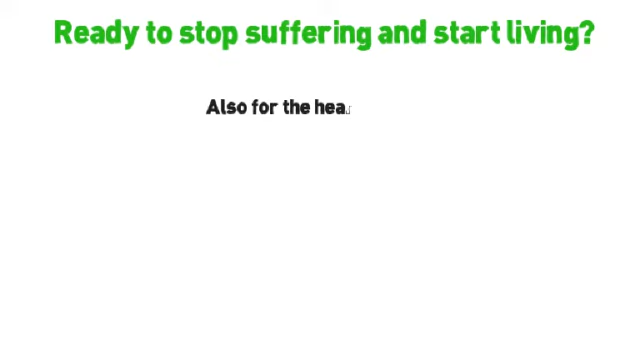 Ready to stop suffering and start living?
Also for the hea